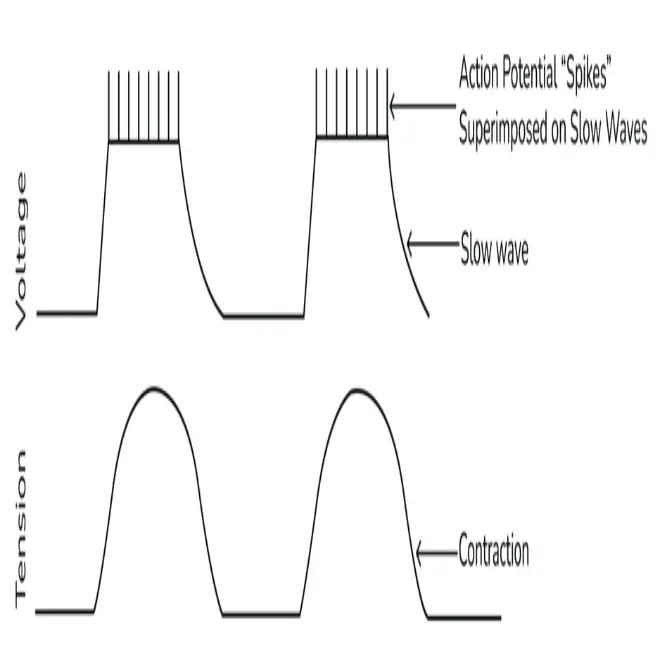 Voltage
Action Potential “Spikes”
Superimposed on Slow Waves
Slow wave
Tension
Contraction